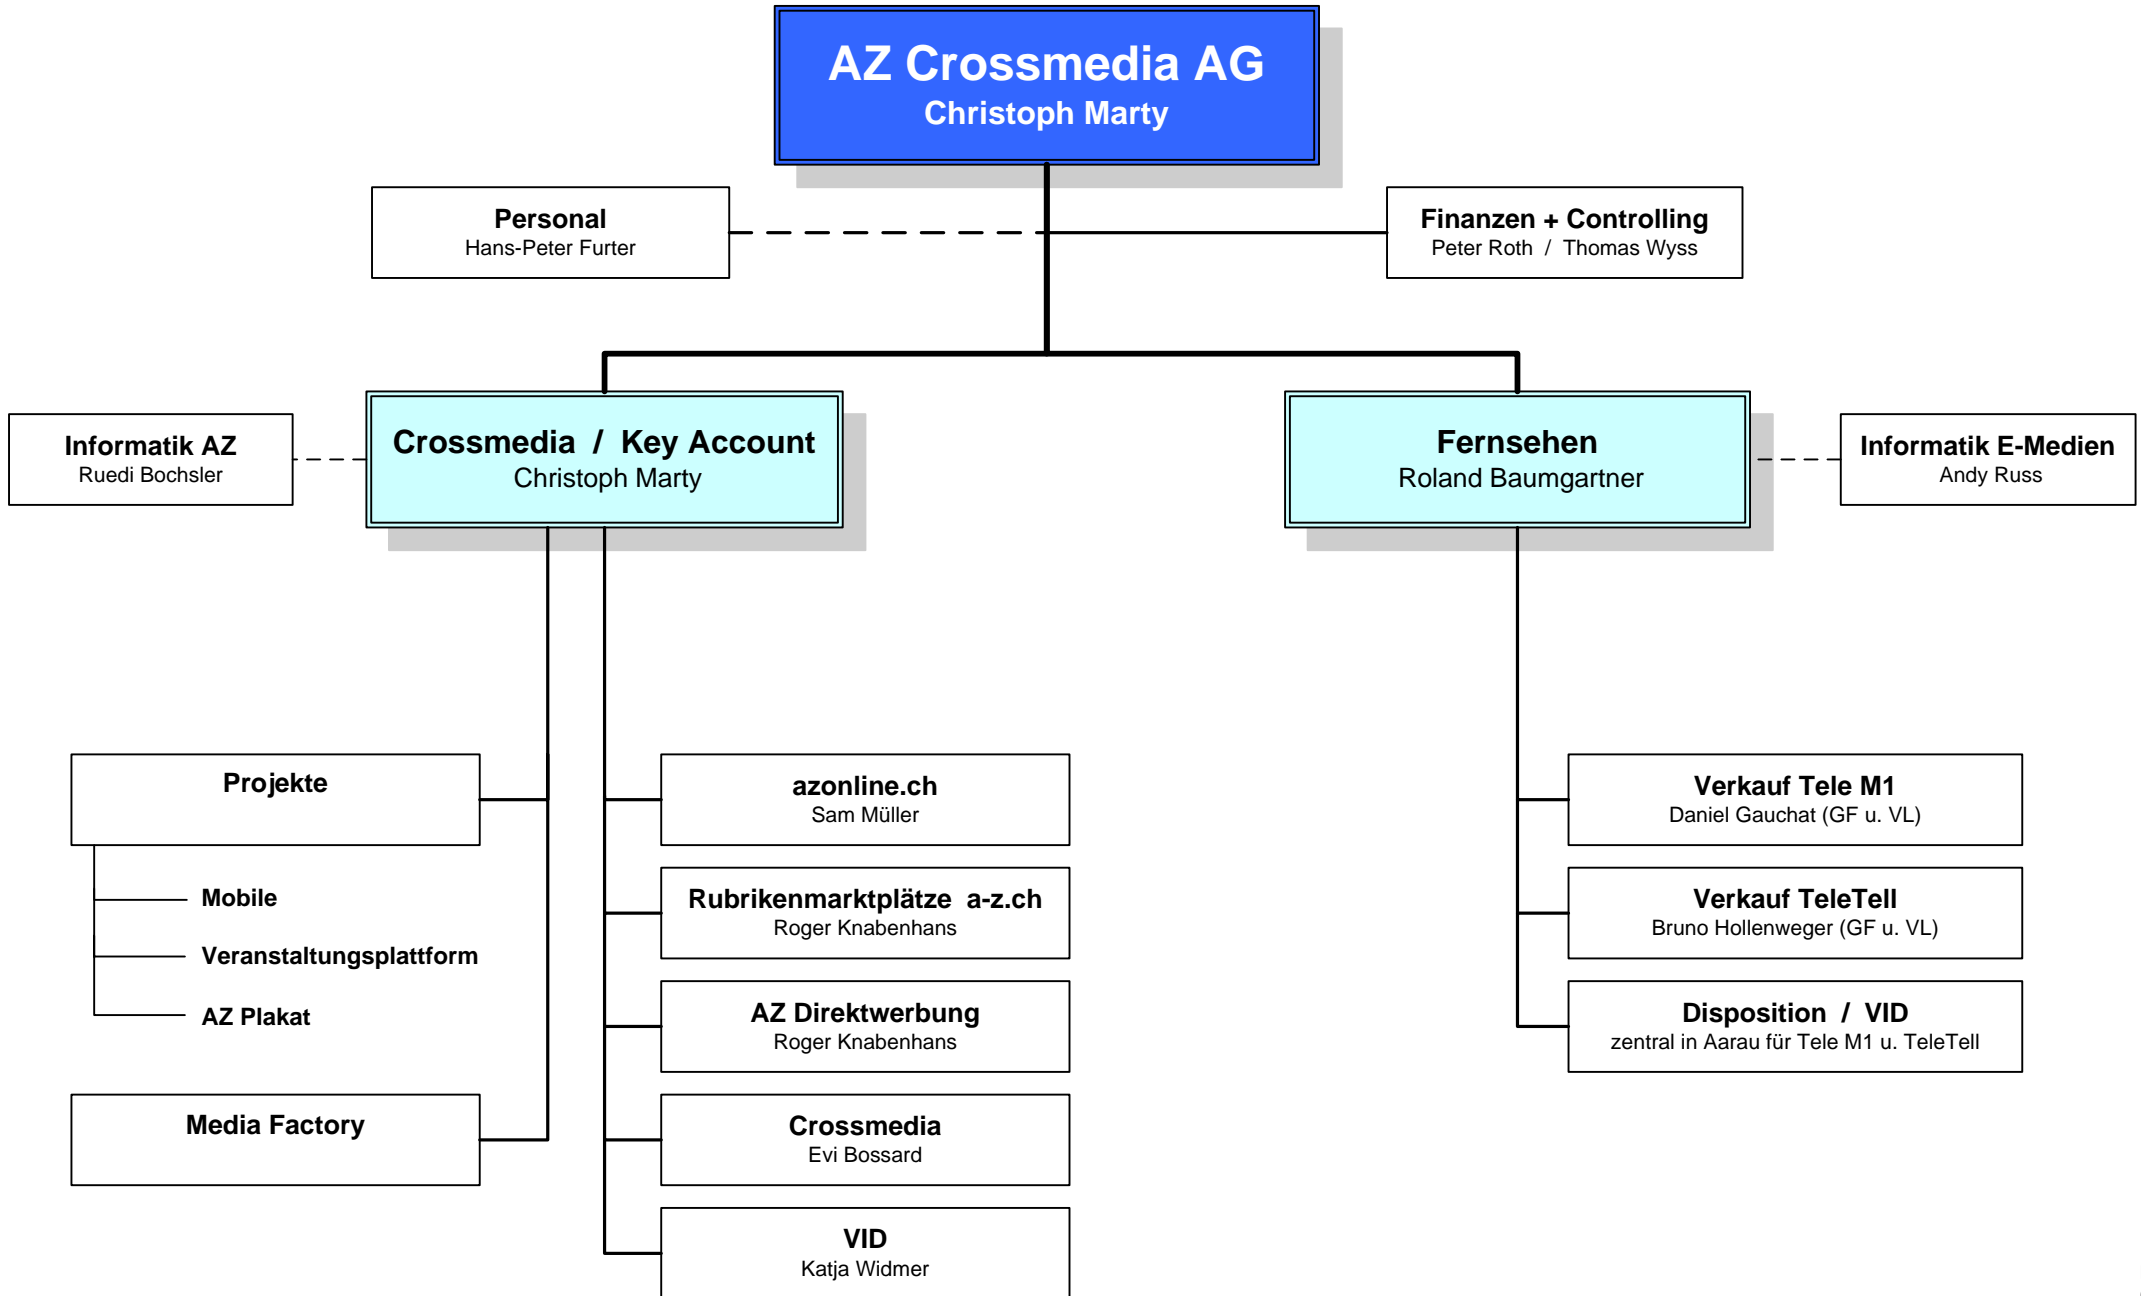 AZ Crossmedia AG
Christoph Marty
Personal
Hans-Peter Furter
Finanzen + Controlling
Peter Roth / Thomas Wyss
Informatik AZ
Ruedi Bochsler
Crossmedia / Key Account
Christoph Marty
Fernsehen
Roland Baumgartner
Informatik E-Medien
Andy Russ
Projekte
Mobile
Veranstaltungsplattform
AZ Plakat
Media Factory
azonline.ch
Sam Müller
Rubrikenmarktplätze a-z.ch
Roger Knabenhans
AZ Direktwerbung
Roger Knabenhans
Crossmedia
Evi Bossard
VID
Katja Widmer
Verkauf Tele M1
Daniel Gauchat (GF u. VL)
Verkauf TeleTell
Bruno Hollenweger (GF u. VL)
Disposition / VID
zentral in Aarau für Tele M1 u. TeleTell